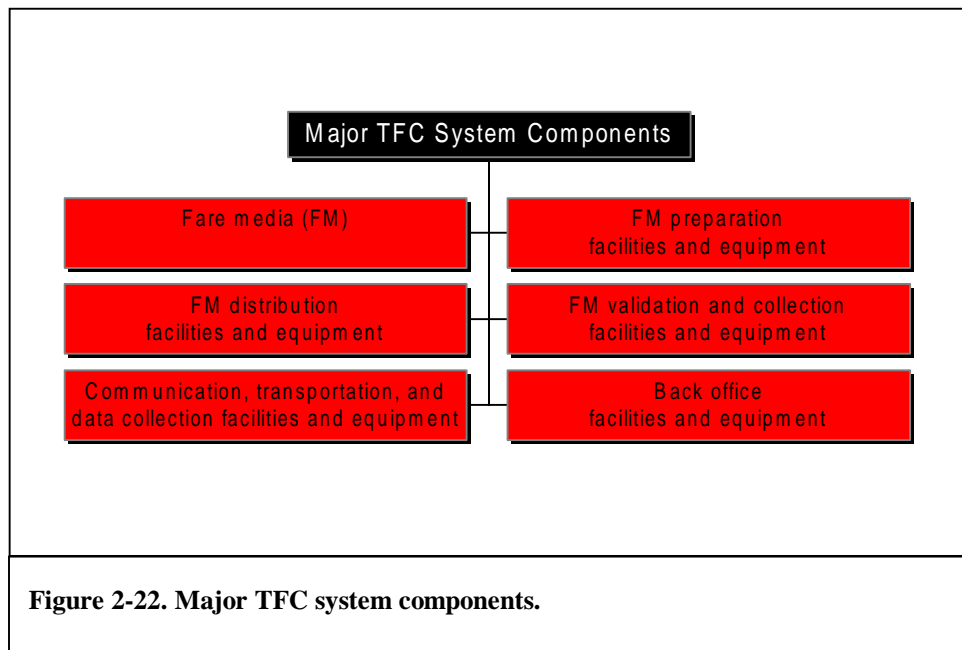 Major TFC System Components
Fare media (FM)
FM preparation
facilities and equipment
FM distribution
facilities and equipment
FM validation and collection
facilities and equipment
Communication, transportation, and
data collection facilities and equipment
Back office
facilities and equipment
Figure 2-22. Major TFC system components.